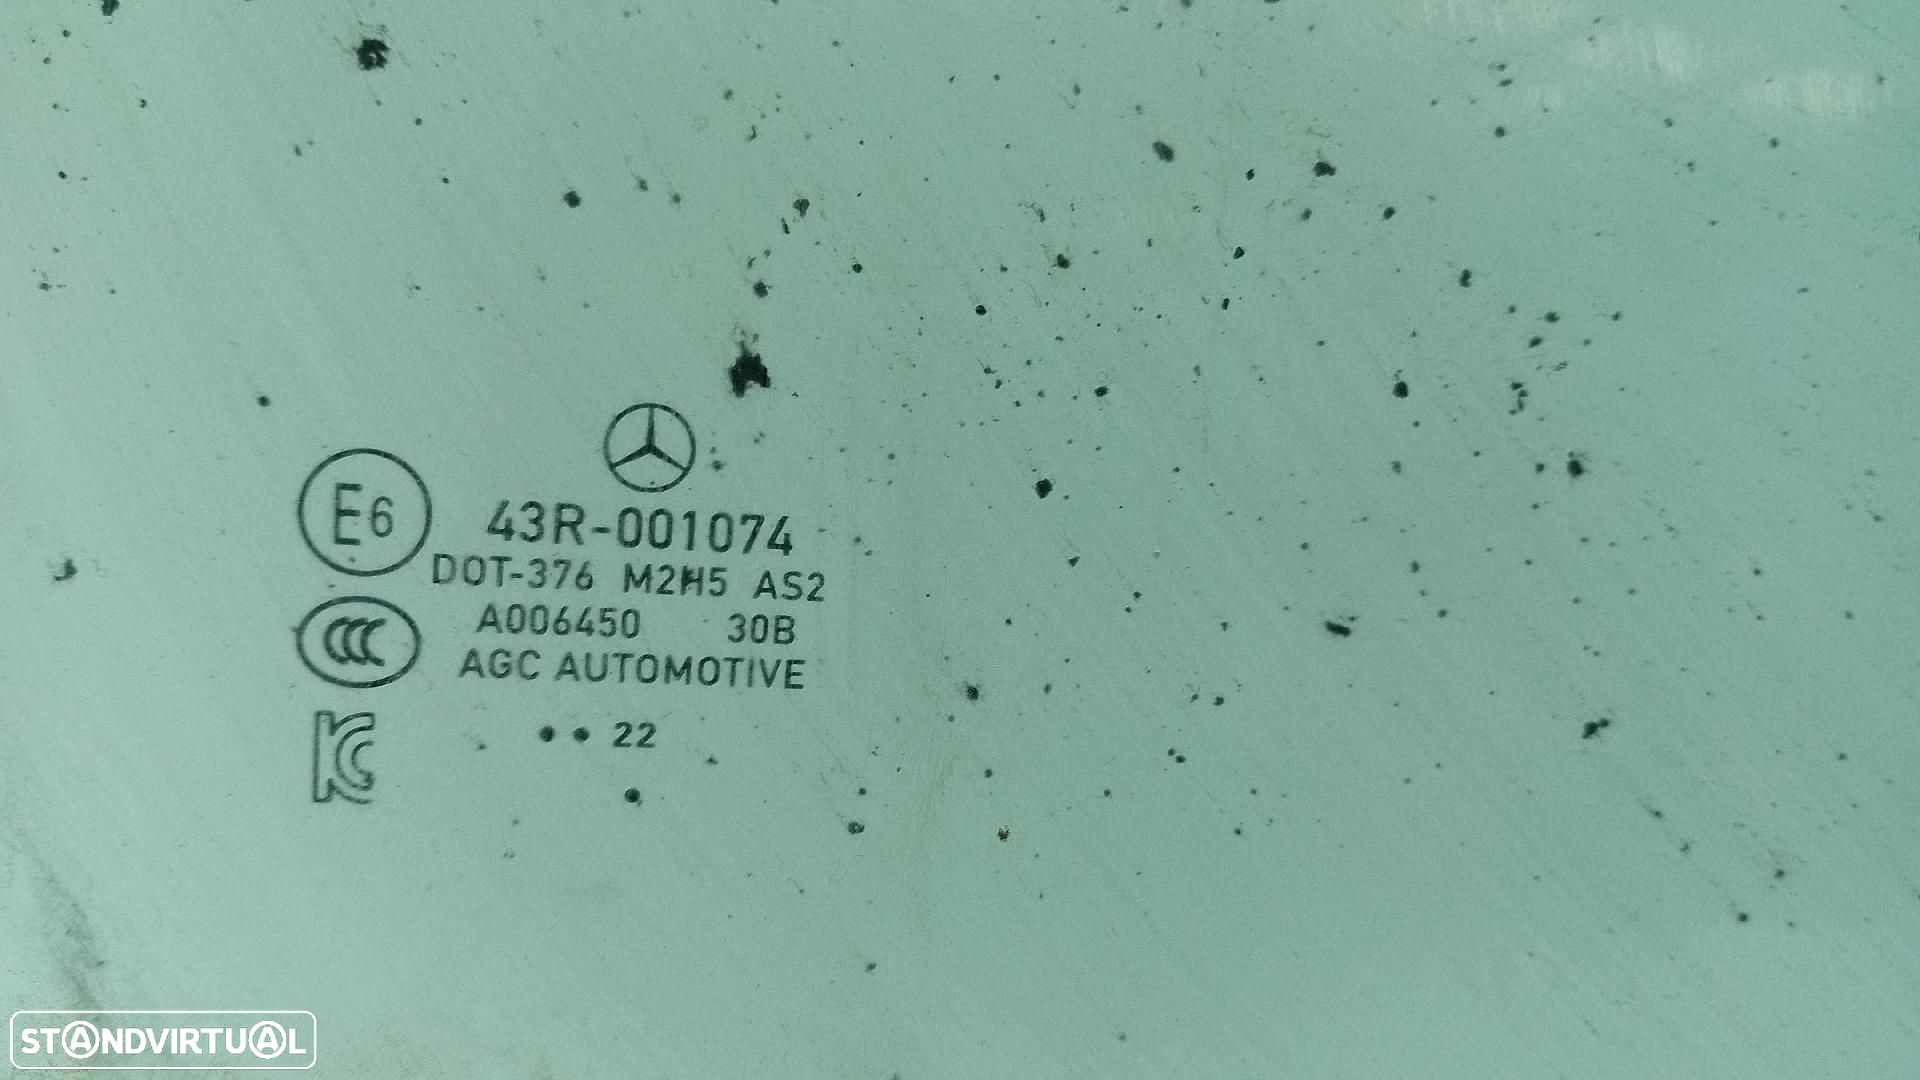 E6
43R-001074
DOT-376 M2H5 AS2
A006450 30B
AGC AUTOMOTIVE
CCC
KC
•• 22
STANDVIRTUAL